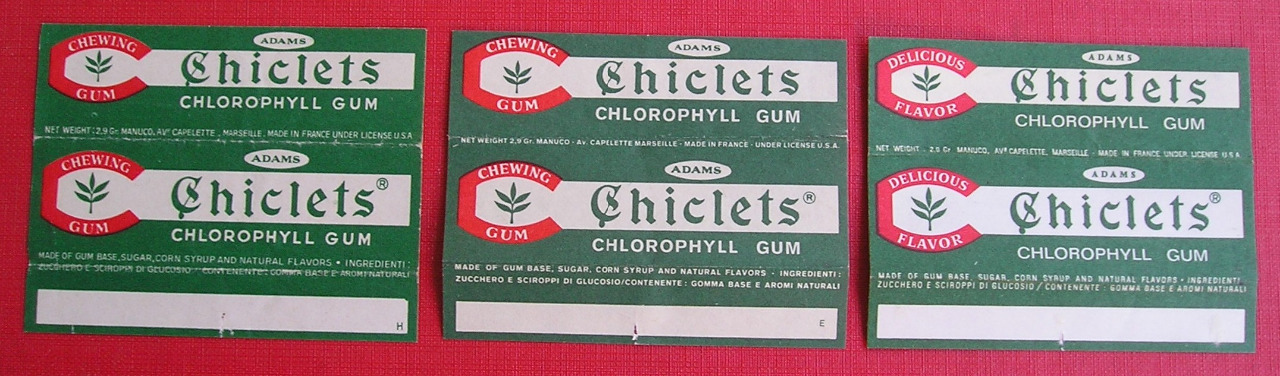 CHEWING GUM
ADAMS
Chiclets
CHLOROPHYLL GUM
NET WEIGHT: 2,9 Gr. MANUCO, AVᵉ CAPELETTE, MARSEILLE. MADE IN FRANCE UNDER LICENSE U.S.A
CHEWING GUM
ADAMS
Chiclets®
CHLOROPHYLL GUM
MADE OF GUM BASE, SUGAR, CORN SYRUP AND NATURAL FLAVORS • INGREDIENTI:
ZUCCHERO E SCIROPPI DI GLUCOSIO / CONTENENTE: GOMMA BASE E AROMI NATURALI
H
CHEWING GUM
ADAMS
Chiclets
CHLOROPHYLL GUM
NET WEIGHT 2,9 Gr. MANUCO - Av. CAPELETTE MARSEILLE - MADE IN FRANCE - UNDER LICENSE U.S.A.
CHEWING GUM
ADAMS
Chiclets®
CHLOROPHYLL GUM
MADE OF GUM BASE, SUGAR, CORN SYRUP AND NATURAL FLAVORS - INGREDIENTI:
ZUCCHERO E SCIROPPI DI GLUCOSIO/CONTENENTE: GOMMA BASE E AROMI NATURALI
E
DELICIOUS FLAVOR
ADAMS
Chiclets
CHLOROPHYLL GUM
NET WEIGHT - 2,9 Gr MANUCO, AVᵉ CAPELETTE, MARSEILLE - MADE IN FRANCE UNDER LICENSE U.S.A
DELICIOUS FLAVOR
ADAMS
Chiclets®
CHLOROPHYLL GUM
MADE OF GUM BASE, SUGAR, CORN SYRUP AND NATURAL FLAVORS - INGREDIENTI:
ZUCCHERO E SCIROPPI DI GLUCOSIO / CONTENENTE: GOMMA BASE E AROMI NATURALI